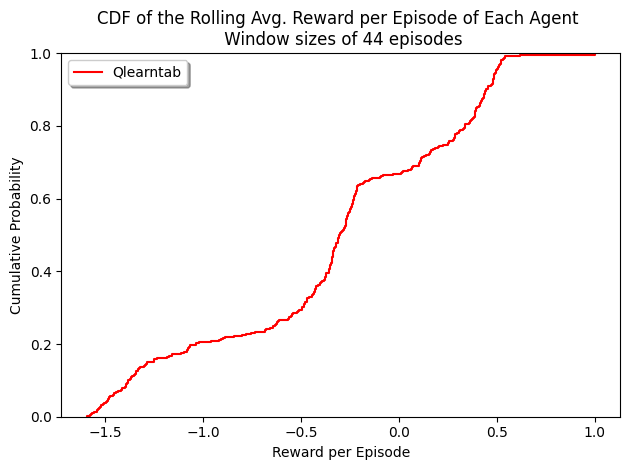 CDF of the Rolling Avg. Reward per Episode of Each Agent
Window sizes of 44 episodes
Qlearntab
Cumulative Probability
1.0
0.8
0.6
0.4
0.2
0.0
−1.5 −1.0 −0.5 0.0 0.5 1.0
Reward per Episode